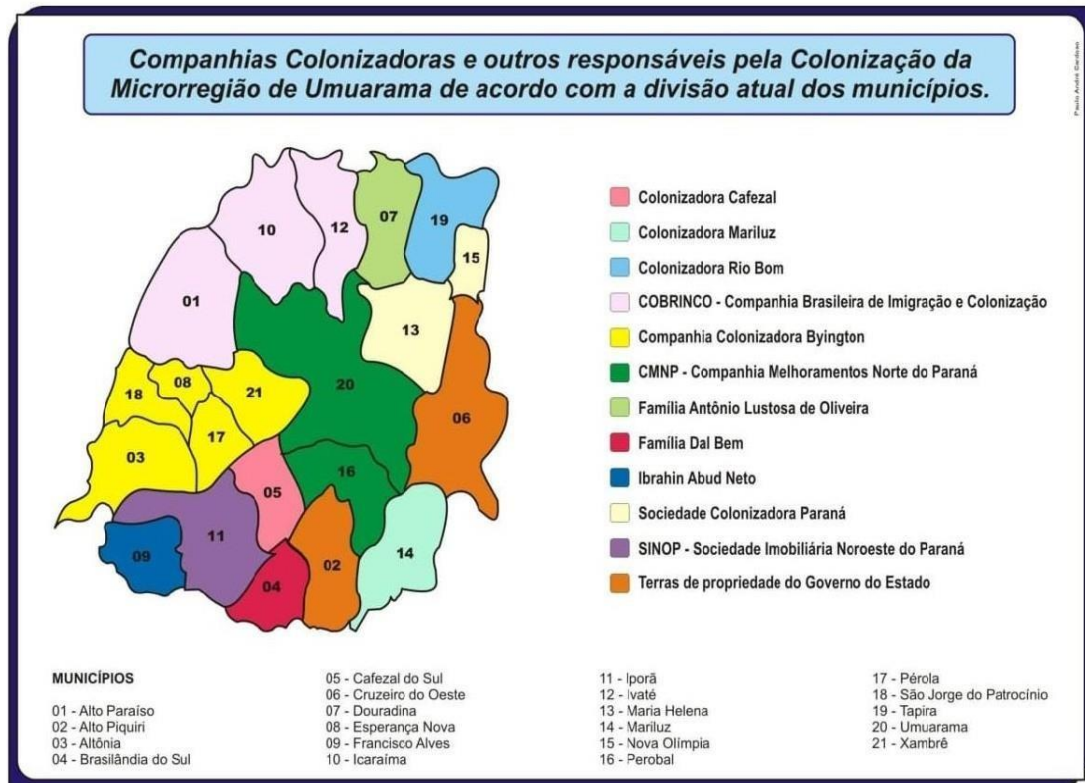 Companhias Colonizadoras e outros responsáveis pela Colonização da
Microrregião de Umuarama de acordo com a divisão atual dos municípios.
Paulo André Cardoso
10
12
07
19
15
01
13
20
06
18
08
21
17
03
05
16
11
09
04
02
14
Colonizadora Cafezal
Colonizadora Mariluz
Colonizadora Rio Bom
COBRINCO - Companhia Brasileira de Imigração e Colonização
Companhia Colonizadora Byington
CMNP - Companhia Melhoramentos Norte do Paraná
Família Antônio Lustosa de Oliveira
Família Dal Bem
Ibrahin Abud Neto
Sociedade Colonizadora Paraná
SINOP - Sociedade Imobiliária Noroeste do Paraná
Terras de propriedade do Governo do Estado
MUNICÍPIOS
01 - Alto Paraíso
02 - Alto Piquiri
03 - Altônia
04 - Brasilândia do Sul
05 - Cafezal do Sul
06 - Cruzeiro do Oeste
07 - Douradina
08 - Esperança Nova
09 - Francisco Alves
10 - Icaraíma
11 - Iporã
12 - Ivaté
13 - Maria Helena
14 - Mariluz
15 - Nova Olímpia
16 - Perobal
17 - Pérola
18 - São Jorge do Patrocínio
19 - Tapira
20 - Umuarama
21 - Xambrê